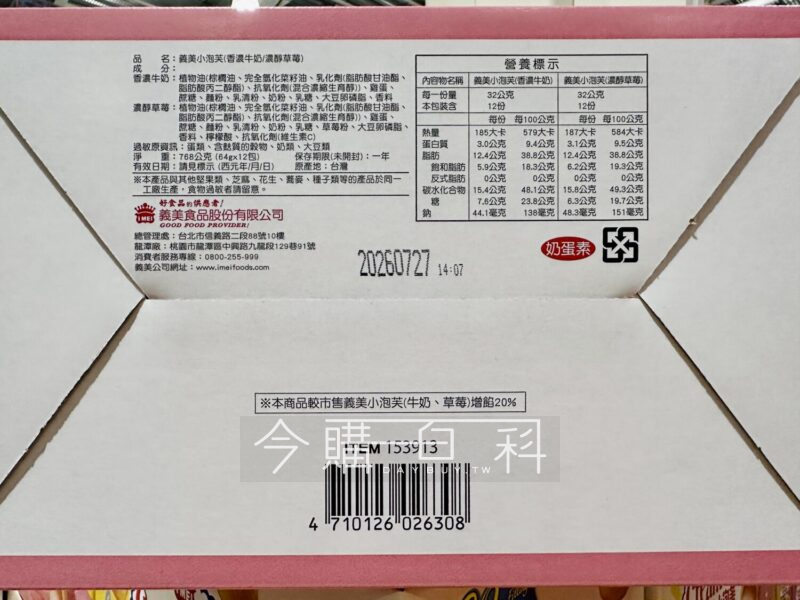 品　名：義美小泡芙(香濃牛奶/濃醇草莓)
成　分：
香濃牛奶：植物油(棕櫚油、完全氫化菜籽油、乳化劑(脂肪酸甘油酯、
脂肪酸丙二醇酯)、抗氧化劑(混合濃縮生育醇))、雞蛋、
蔗糖、麵粉、乳清粉、奶粉、乳糖、大豆卵磷脂、香料
濃醇草莓：植物油(棕櫚油、完全氫化菜籽油、乳化劑(脂肪酸甘油酯、
脂肪酸丙二醇酯)、抗氧化劑(混合濃縮生育醇))、雞蛋、
蔗糖、麵粉、乳清粉、奶粉、乳糖、草莓粉、大豆卵磷脂、
香料、檸檬酸、抗氧化劑(維生素C)
過敏原資訊：蛋類、含麩質的穀物、奶類、大豆類
淨　重：768公克(64gx12包)　保存期限(未開封)：一年
有效日期：請見標示(西元年/月/日)　原產地：台灣
※本產品與其他堅果類、芝麻、花生、蕎麥、種子類等的產品於同一
工廠生產，食物過敏者請留意。
好食品的供應者!
I-MEI
義美食品股份有限公司
GOOD FOOD PROVIDER!
總管理處：台北市信義路二段88號10樓
龍潭廠：桃園市龍潭區中興路九龍段129巷91號
消費者服務專線：0800-255-999
義美公司網址：www.imeifoods.com
營養標示
內容物名稱 義美小泡芙(香濃牛奶) 義美小泡芙(濃醇草莓)
每一份量 32公克 32公克
本包裝含 12份 12份
每份 每100公克 每份 每100公克
熱量 185大卡 579大卡 187大卡 584大卡
蛋白質 3.0公克 9.4公克 3.1公克 9.5公克
脂肪 12.4公克 38.8公克 12.4公克 38.8公克
飽和脂肪 5.9公克 18.3公克 6.2公克 19.3公克
反式脂肪 0公克 0公克 0公克 0公克
碳水化合物 15.4公克 48.1公克 15.8公克 49.3公克
糖 7.6公克 23.8公克 6.3公克 19.7公克
鈉 44.1毫克 138毫克 48.3毫克 151毫克
奶蛋素
20260727 14:07
※本商品較市售義美小泡芙(牛奶、草莓)增餡20%
今購百科
DAYBUY.TW
ITEM 153913
4 710126 026308